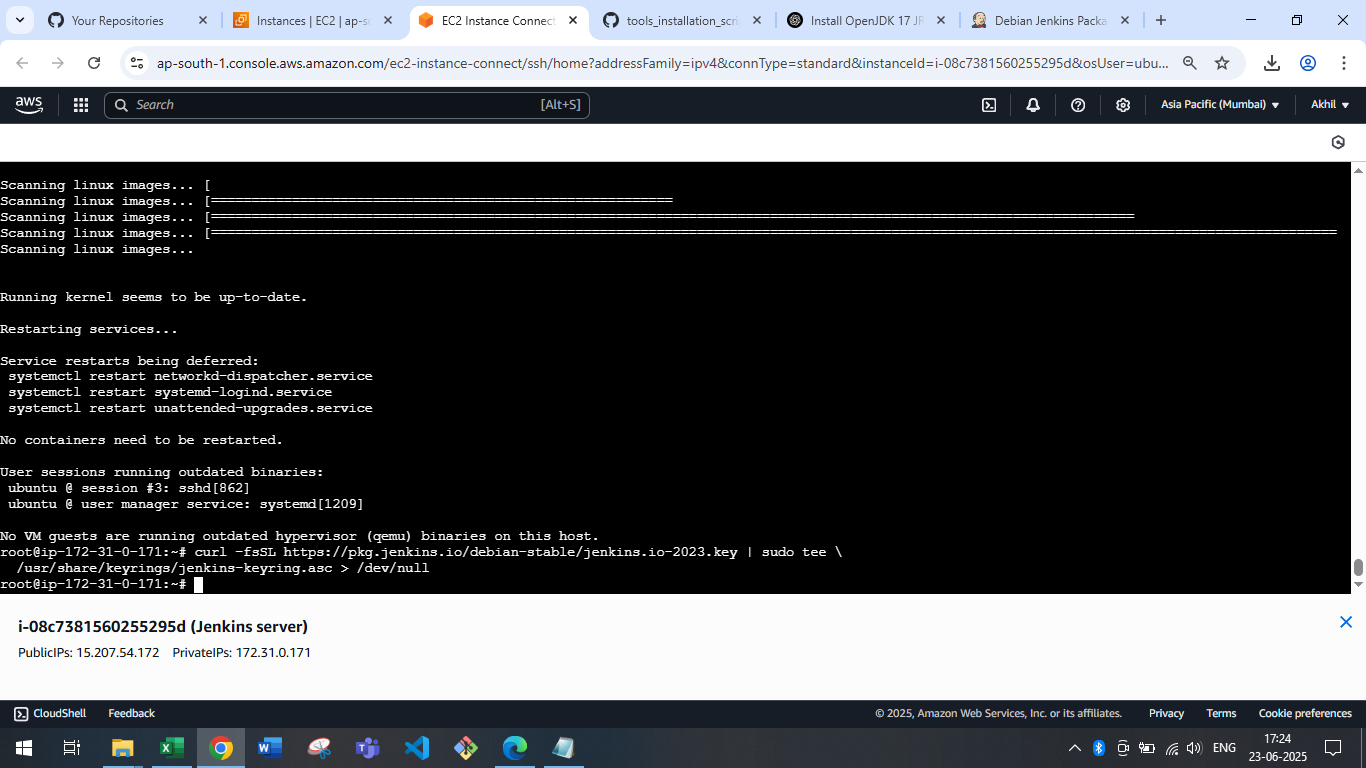 Your Repositories
Instances | EC2 | ap-s
EC2 Instance Connect
tools_installation_scri
Install OpenJDK 17 JR
Debian Jenkins Packa
ap-south-1.console.aws.amazon.com/ec2-instance-connect/ssh/home?addressFamily=ipv4&connType=standard&instanceId=i-08c7381560255295d&osUser=ubu...
aws
Search
[Alt+S]
Asia Pacific (Mumbai)
Akhil
Scanning linux images... [
Scanning linux images... [=========================================================
Scanning linux images... [==================================================================================================================
Scanning linux images... [===========================================================================================================================================
Scanning linux images...
Running kernel seems to be up-to-date.
Restarting services...
Service restarts being deferred:
systemctl restart networkd-dispatcher.service
systemctl restart systemd-logind.service
systemctl restart unattended-upgrades.service
No containers need to be restarted.
User sessions running outdated binaries:
ubuntu @ session #3: sshd[862]
ubuntu @ user manager service: systemd[1209]
No VM guests are running outdated hypervisor (qemu) binaries on this host.
root@ip-172-31-0-171:~# curl -fsSL https://pkg.jenkins.io/debian-stable/jenkins.io-2023.key | sudo tee \
/usr/share/keyrings/jenkins-keyring.asc > /dev/null
root@ip-172-31-0-171:~#
i-08c7381560255295d (Jenkins server)
PublicIPs: 15.207.54.172 PrivateIPs: 172.31.0.171
CloudShell
Feedback
© 2025, Amazon Web Services, Inc. or its affiliates.
Privacy
Terms
Cookie preferences
ENG
17:24
23-06-2025